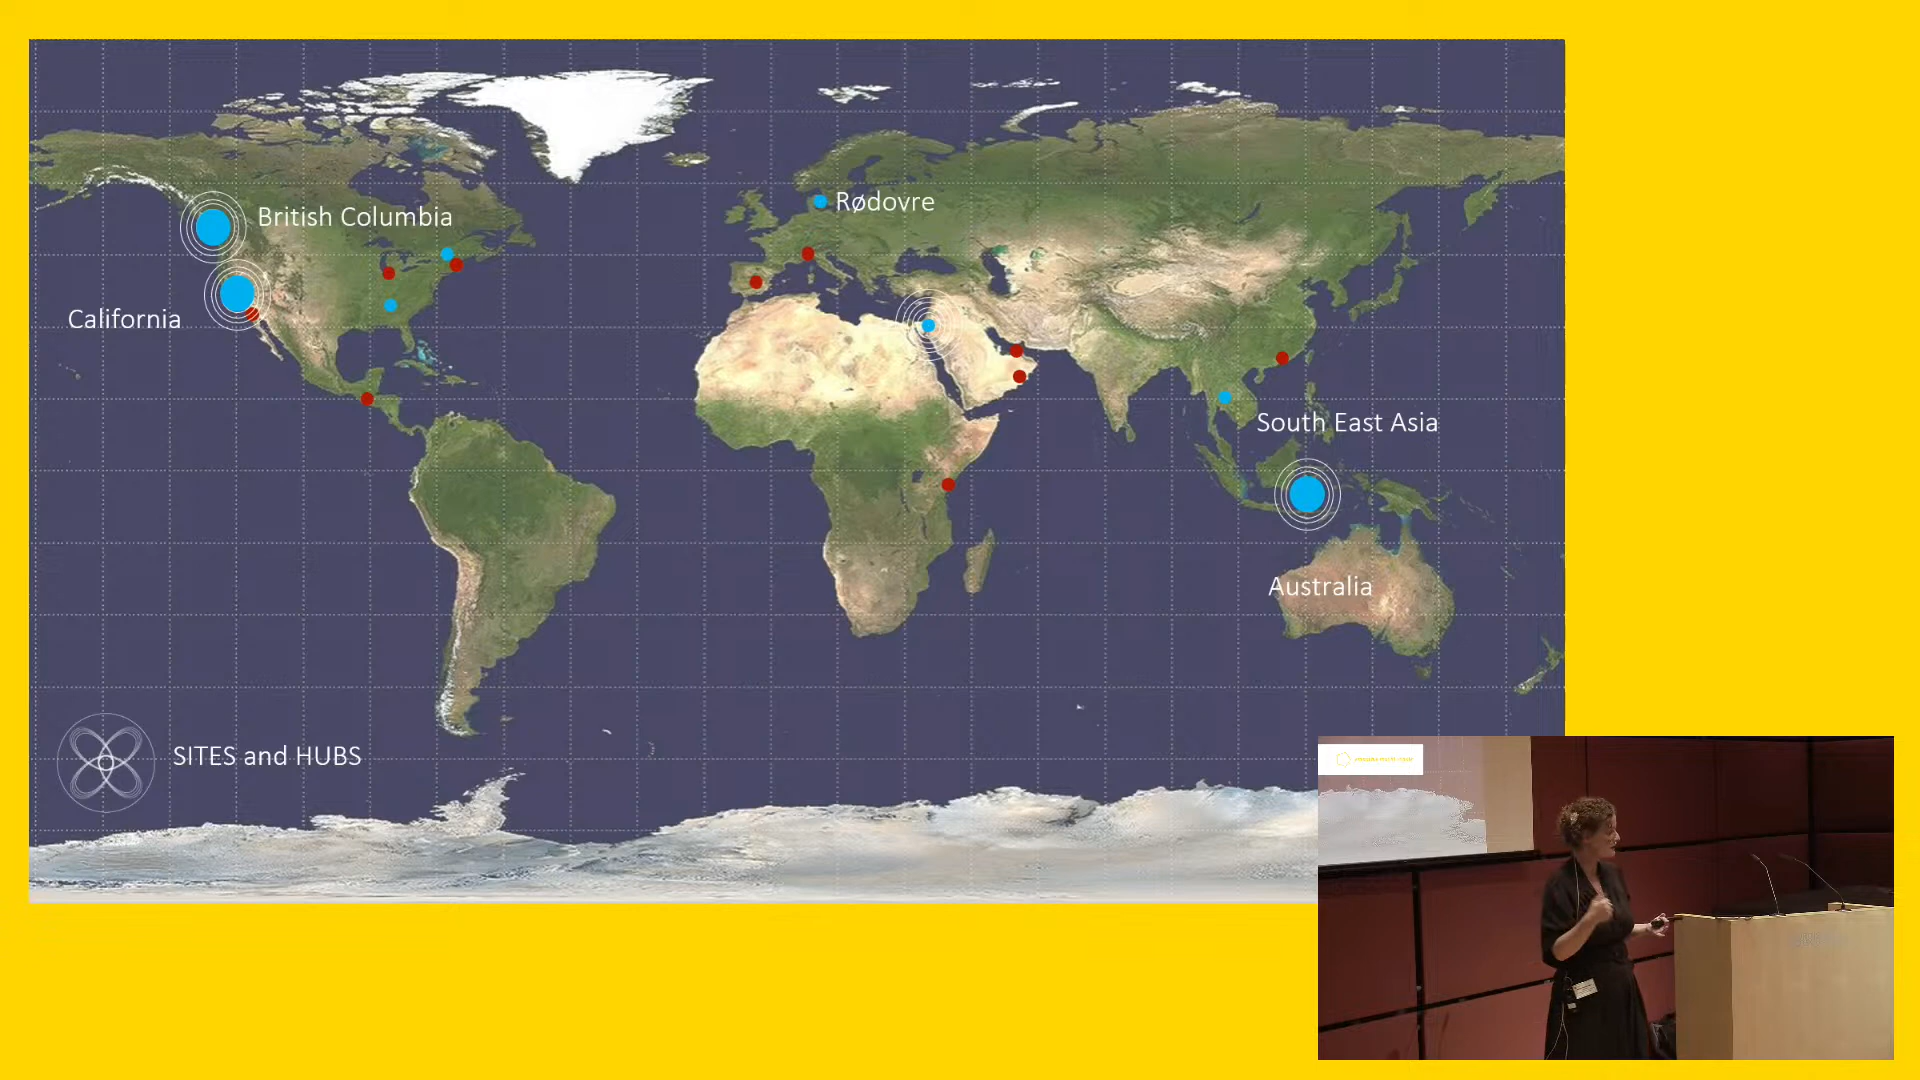 Rødovre
British Columbia
California
South East Asia
Australia
SITES and HUBS